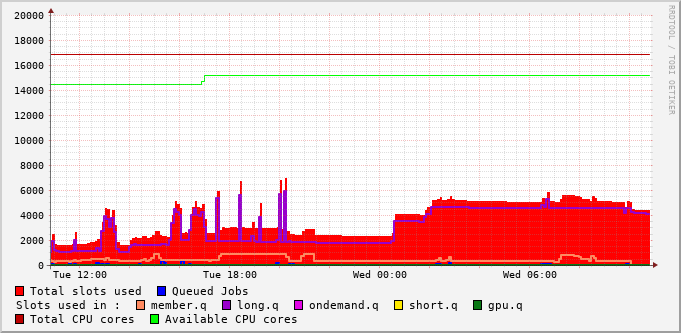 RRDTOOL / TOBI OETIKER
20000
18000
16000
14000
12000
10000
8000
6000
4000
2000
0
Tue 12:00 Tue 18:00 Wed 00:00 Wed 06:00
Total slots used Queued Jobs
Slots used in : member.q long.q ondemand.q short.q gpu.q
Total CPU cores Available CPU cores